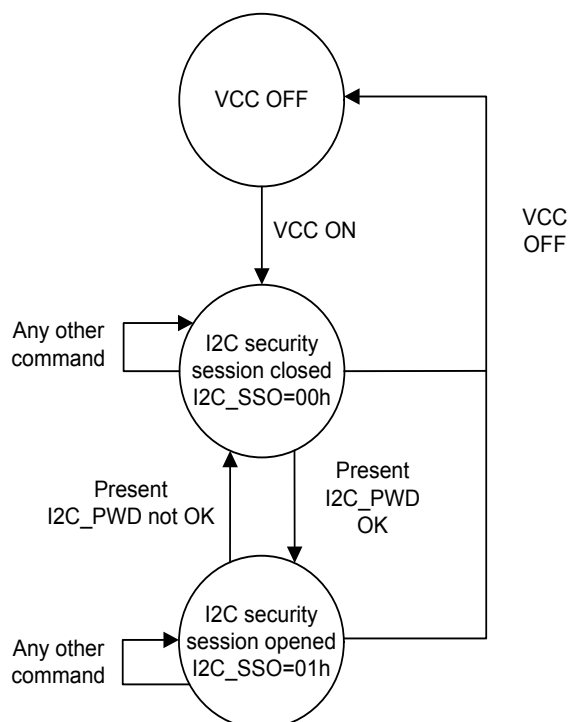 VCC OFF
VCC ON
VCC
OFF
Any other
command
I2C security
session closed
I2C_SSO=00h
Present
I2C_PWD not OK
Present
I2C_PWD
OK
Any other
command
I2C security
session opened
I2C_SSO=01h